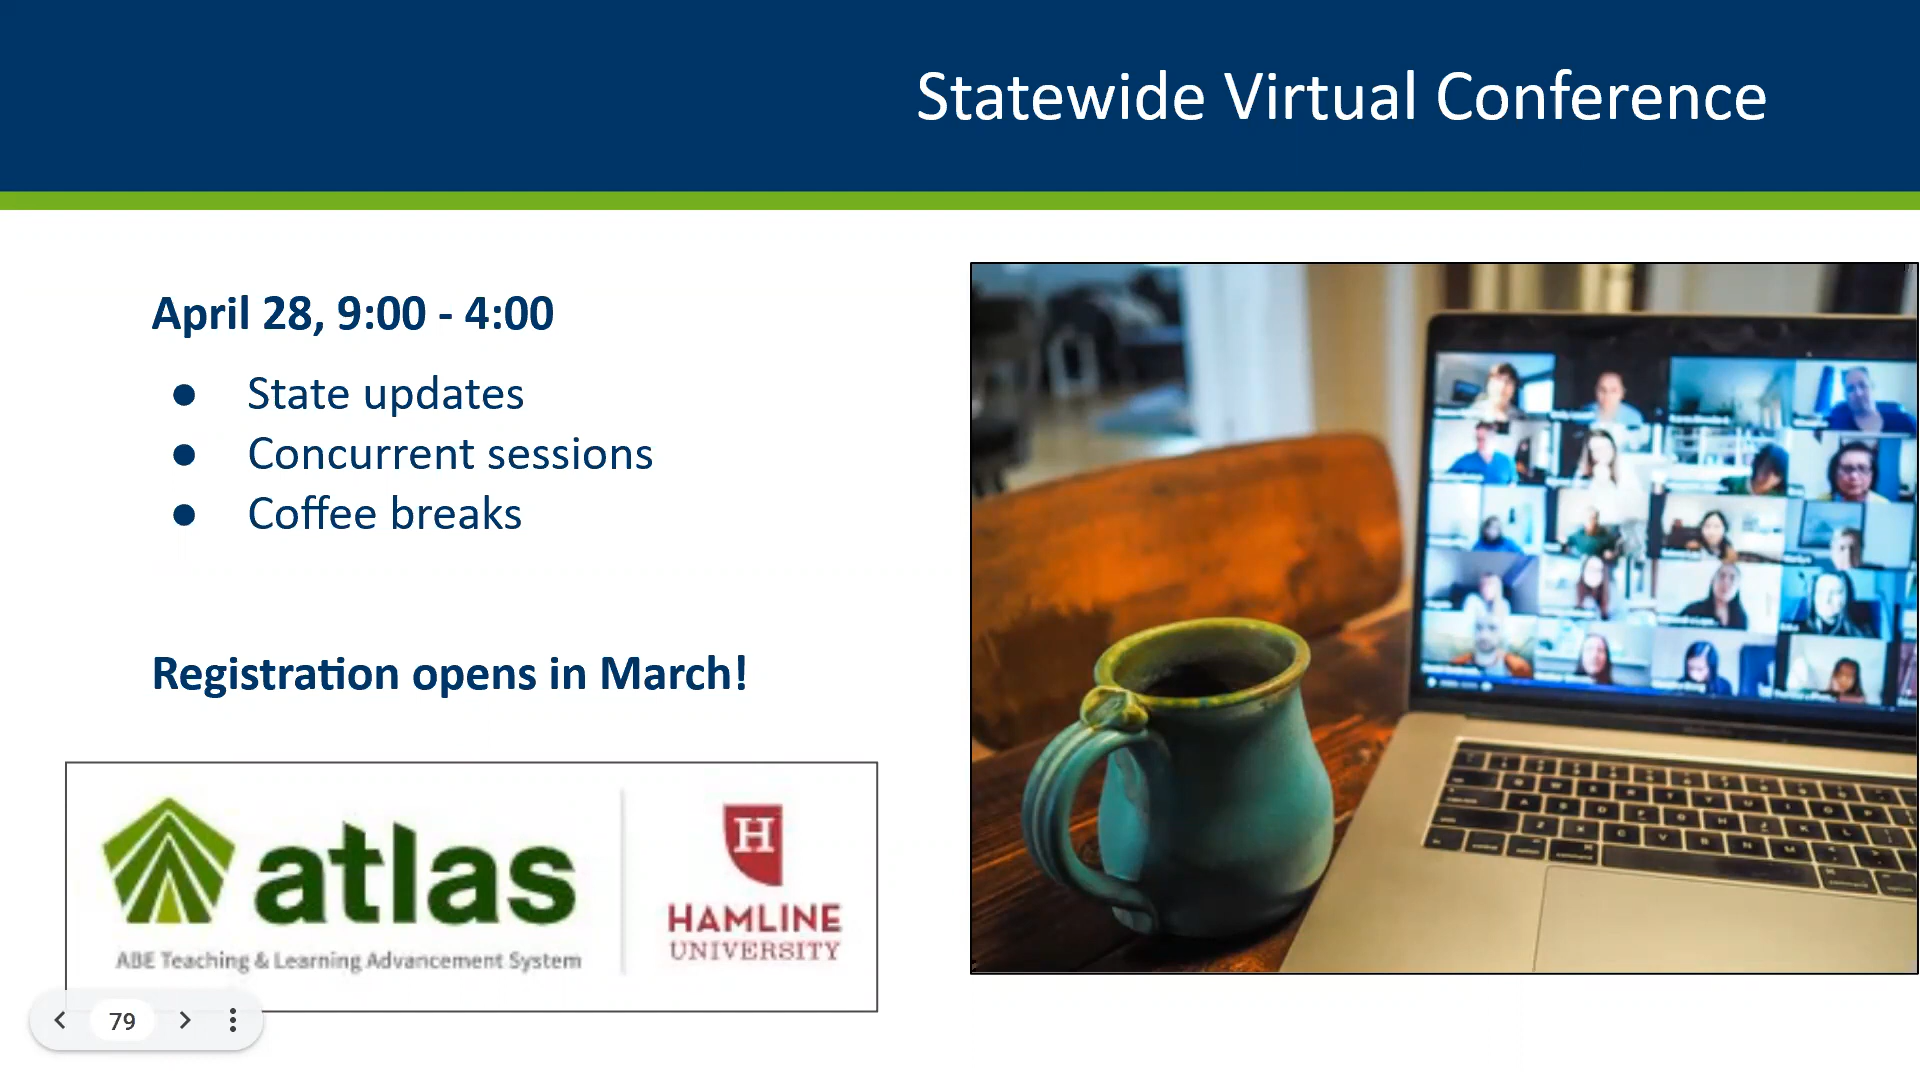 Statewide Virtual Conference
April 28, 9:00 - 4:00
● State updates
● Concurrent sessions
● Coffee breaks
Registration opens in March!
atlas
ABE Teaching & Learning Advancement System
H
HAMLINE
UNIVERSITY
79